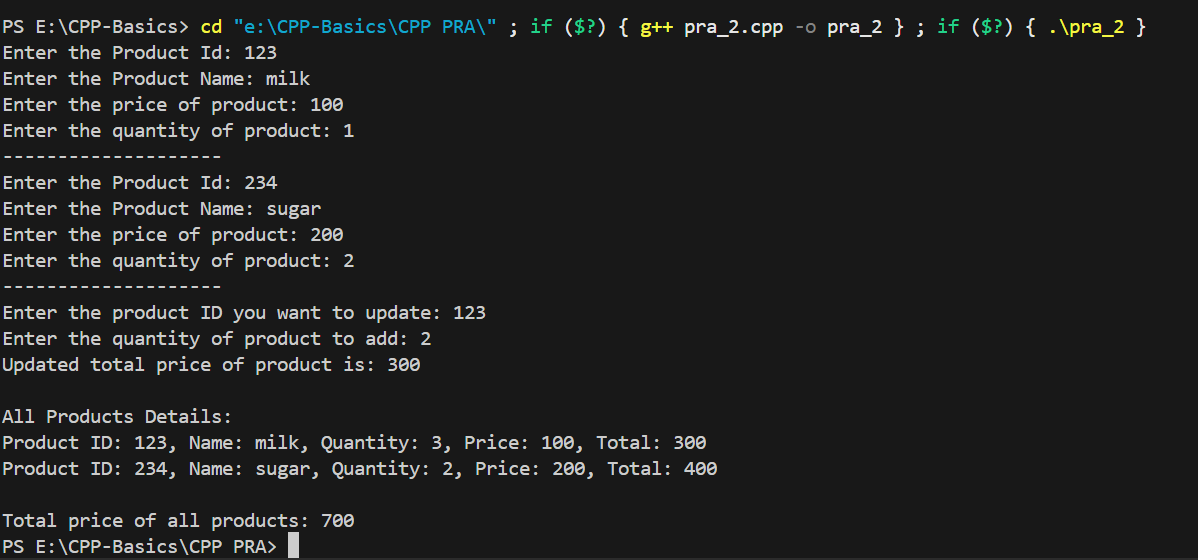 PS E:\CPP-Basics> cd "e:\CPP-Basics\CPP PRA\" ; if ($?) { g++ pra_2.cpp -o pra_2 } ; if ($?) { .\pra_2 }
Enter the Product Id: 123
Enter the Product Name: milk
Enter the price of product: 100
Enter the quantity of product: 1
--------------------
Enter the Product Id: 234
Enter the Product Name: sugar
Enter the price of product: 200
Enter the quantity of product: 2
--------------------
Enter the product ID you want to update: 123
Enter the quantity of product to add: 2
Updated total price of product is: 300

All Products Details:
Product ID: 123, Name: milk, Quantity: 3, Price: 100, Total: 300
Product ID: 234, Name: sugar, Quantity: 2, Price: 200, Total: 400

Total price of all products: 700
PS E:\CPP-Basics\CPP PRA>